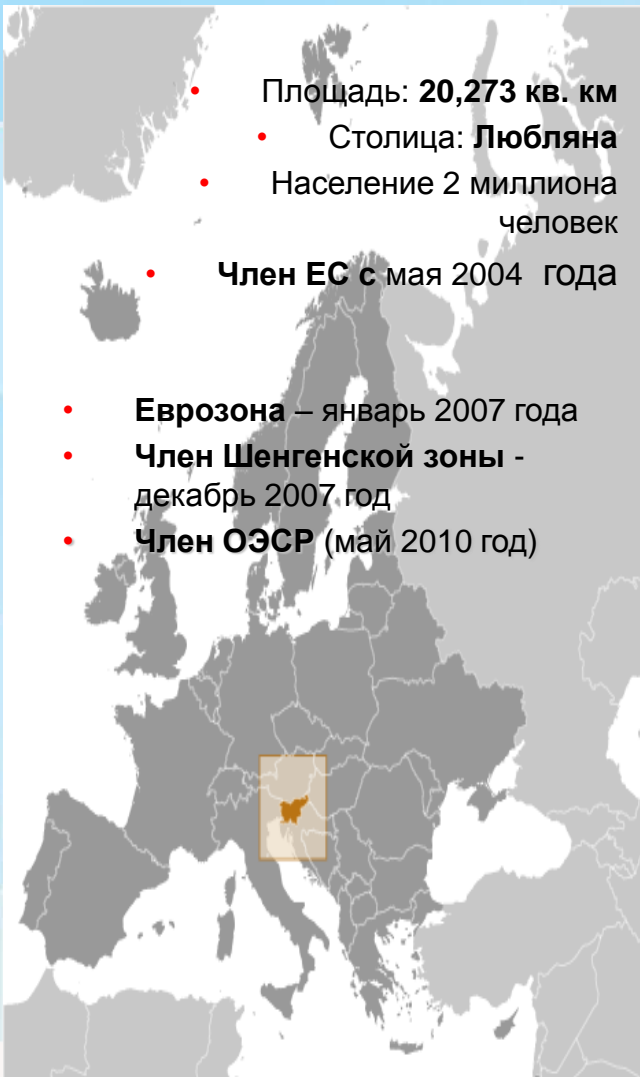 • Площадь: 20,273 кв. км
• Столица: Любляна
• Население 2 миллиона
человек
• Член ЕС с мая 2004 года
• Еврозона – январь 2007 года
• Член Шенгенской зоны -
декабрь 2007 год
• Член ОЭСР (май 2010 год)